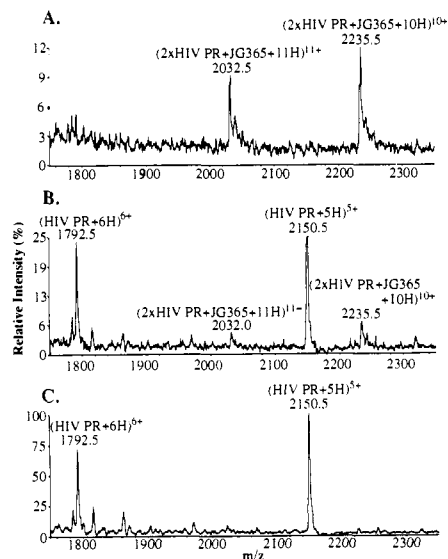 A.
(2xHIV PR+JG365+10H)10+
2235.5
(2xHIV PR+JG365+11H)11+
2032.5
12
9
6
3
0
1800 1900 2000 2100 2200 2300
B.
(HIV PR+6H)6+
1792.5
(HIV PR+5H)5+
2150.5
(2xHIV PR+JG365
+10H)10+
2235.5
(2xHIV PR+JG365+11H)11+
2032.0
Relative Intensity (%)
25
19
13
6
0
1800 1900 2000 2100 2200 2300
C.
(HIV PR+6H)6+
1792.5
(HIV PR+5H)5+
2150.5
100
75
50
25
0
1800 1900 2000 2100 2200 2300
m/z